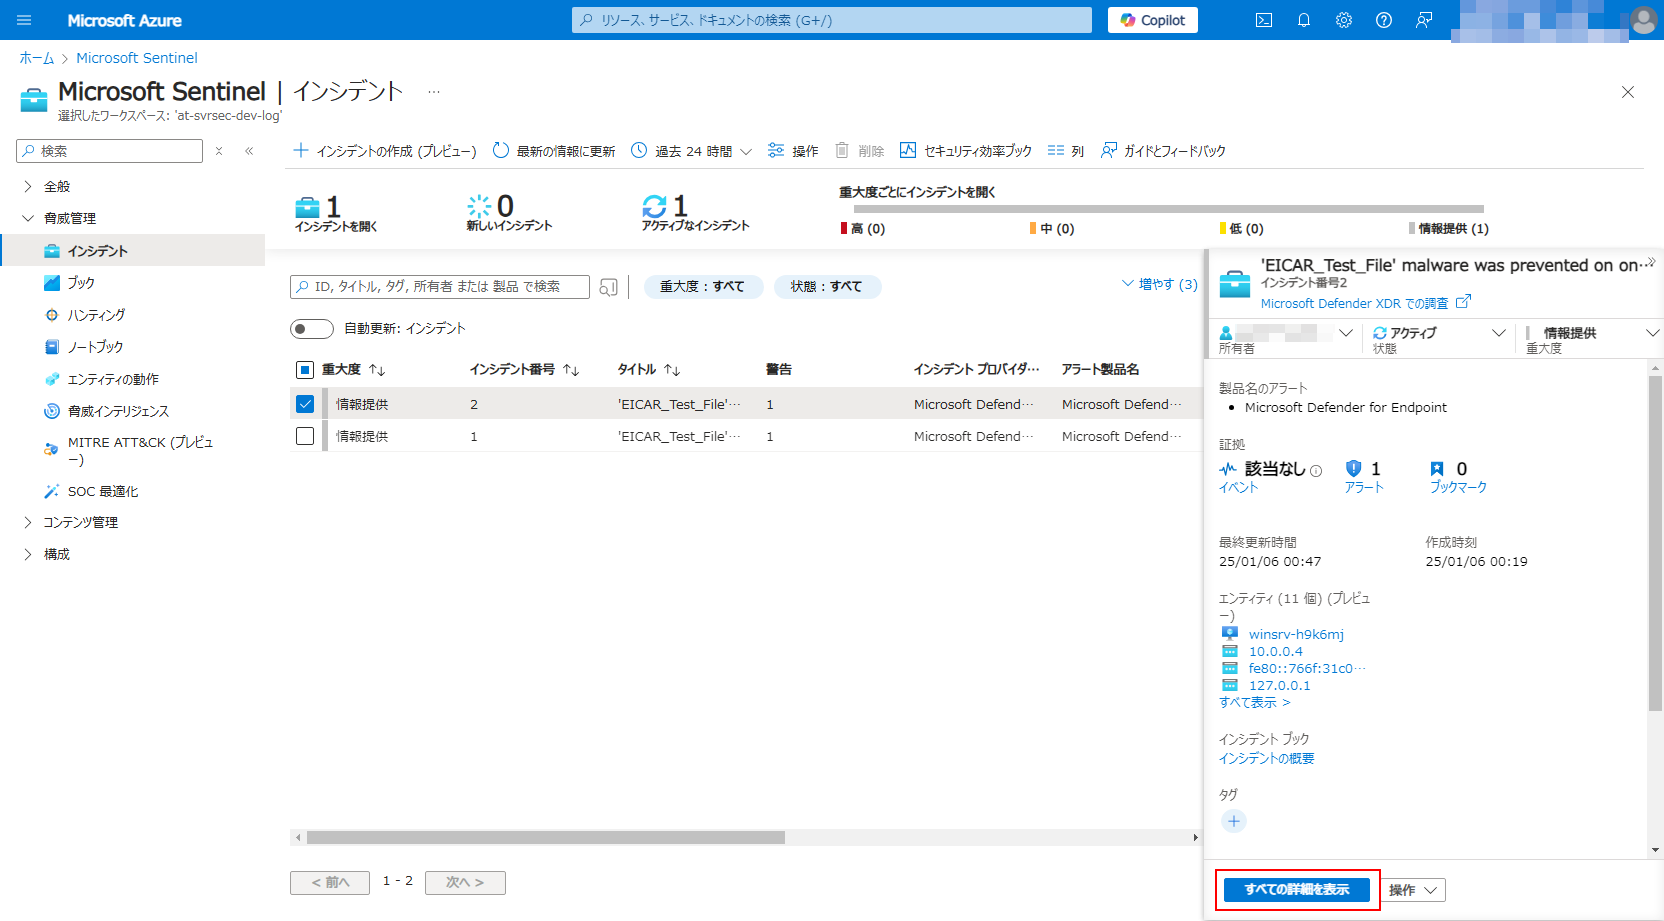 Microsoft Azure
リソース、サービス、ドキュメントの検索 (G+/)
Copilot
ホーム > Microsoft Sentinel
Microsoft Sentinel | インシデント ...
選択したワークスペース: 'at-svrsec-dev-log'
検索
インシデントの作成 (プレビュー)
最新の情報に更新
過去 24 時間
操作
削除
セキュリティ効率ブック
列
ガイドとフィードバック
全般
脅威管理
インシデント
ブック
ハンティング
ノートブック
エンティティの動作
脅威インテリジェンス
MITRE ATT&CK (プレビュ
ー)
SOC 最適化
コンテンツ管理
構成
1
インシデントを開く
0
新しいインシデント
1
アクティブなインシデント
重大度ごとにインシデントを開く
高 (0)
中 (0)
低 (0)
情報提供 (1)
ID, タイトル, タグ, 所有者 または 製品 で検索
重大度 : すべて
状態 : すべて
増やす (3)
自動更新: インシデント
重大度 ↑↓ インシデント番号 ↑↓ タイトル ↑↓ 警告 インシデント プロバイダ… アラート製品名
情報提供 2 'EICAR_Test_File'… 1 Microsoft Defend… Microsoft Defend…
情報提供 1 'EICAR_Test_File'… 1 Microsoft Defend… Microsoft Defend…
< 前へ
1 - 2
次へ >
'EICAR_Test_File' malware was prevented on on…
インシデント番号2
Microsoft Defender XDR での調査
所有者
アクティブ
状態
情報提供
重大度
製品名のアラート
• Microsoft Defender for Endpoint
証拠
該当なし
イベント
1
アラート
0
ブックマーク
最終更新時間
25/01/06 00:47
作成時刻
25/01/06 00:19
エンティティ (11 個) (プレビュ
ー)
winsrv-h9k6mj
10.0.0.4
fe80::766f:31c0…
127.0.0.1
すべて表示 >
インシデント ブック
インシデントの概要
タグ
+
すべての詳細を表示
操作